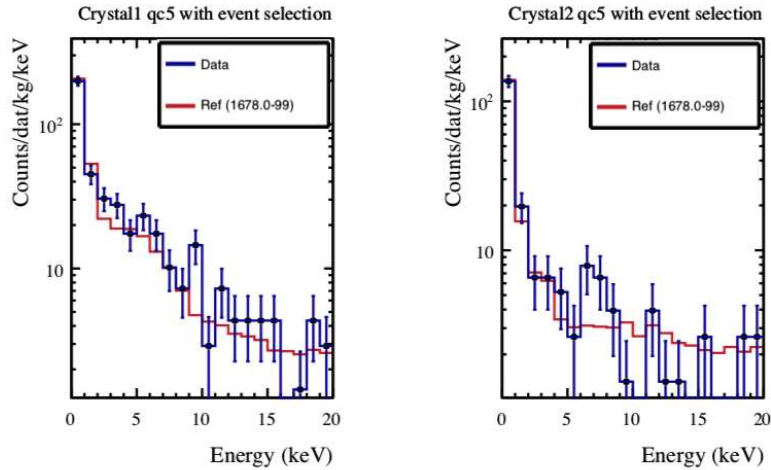 Crystal1 qc5 with event selection
Counts/dat/kg/keV
10²
10
Data
Ref (1678.0-99)
0 5 10 15 20
Energy (keV)
Crystal2 qc5 with event selection
Counts/dat/kg/keV
10²
10
Data
Ref (1678.0-99)
0 5 10 15 20
Energy (keV)